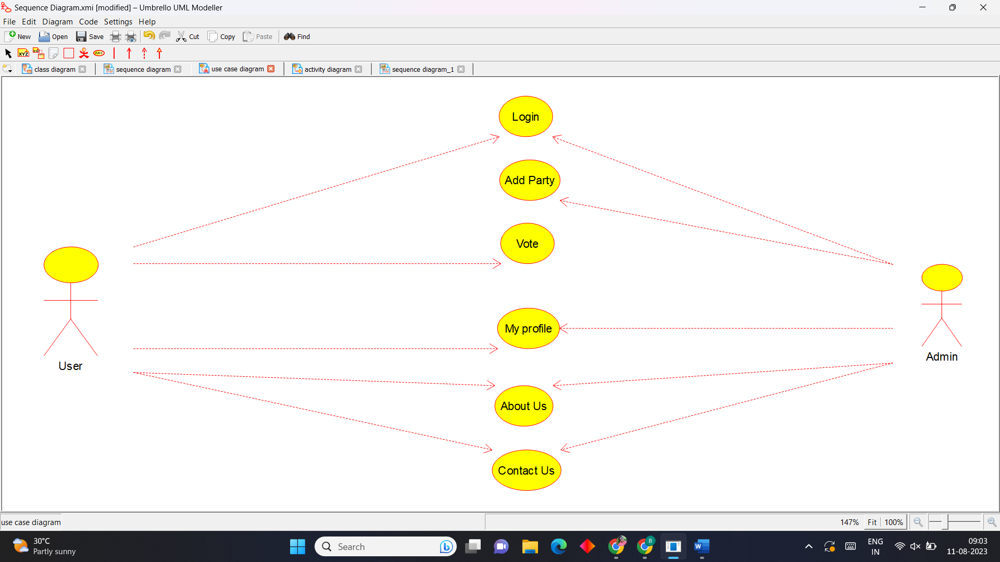 Sequence Diagram.xmi [modified] – Umbrello UML Modeller
File Edit Diagram Code Settings Help
New Open Save Cut Copy Paste Find
XYZ XYZ ABC
class diagram sequence diagram use case diagram activity diagram sequence diagram_1
Login
Add Party
Vote
My profile
User
Admin
About Us
Contact Us
use case diagram 147% Fit 100%
30°C
Partly sunny
Search
B
W
ENG
IN
09:03
11-08-2023